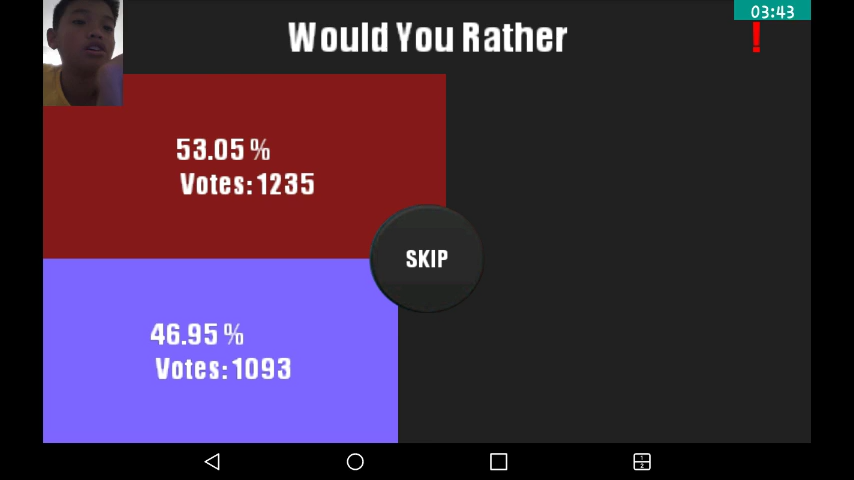 03:43
Would You Rather
!
53.05%
Votes: 1235
SKIP
46.95%
Votes: 1093